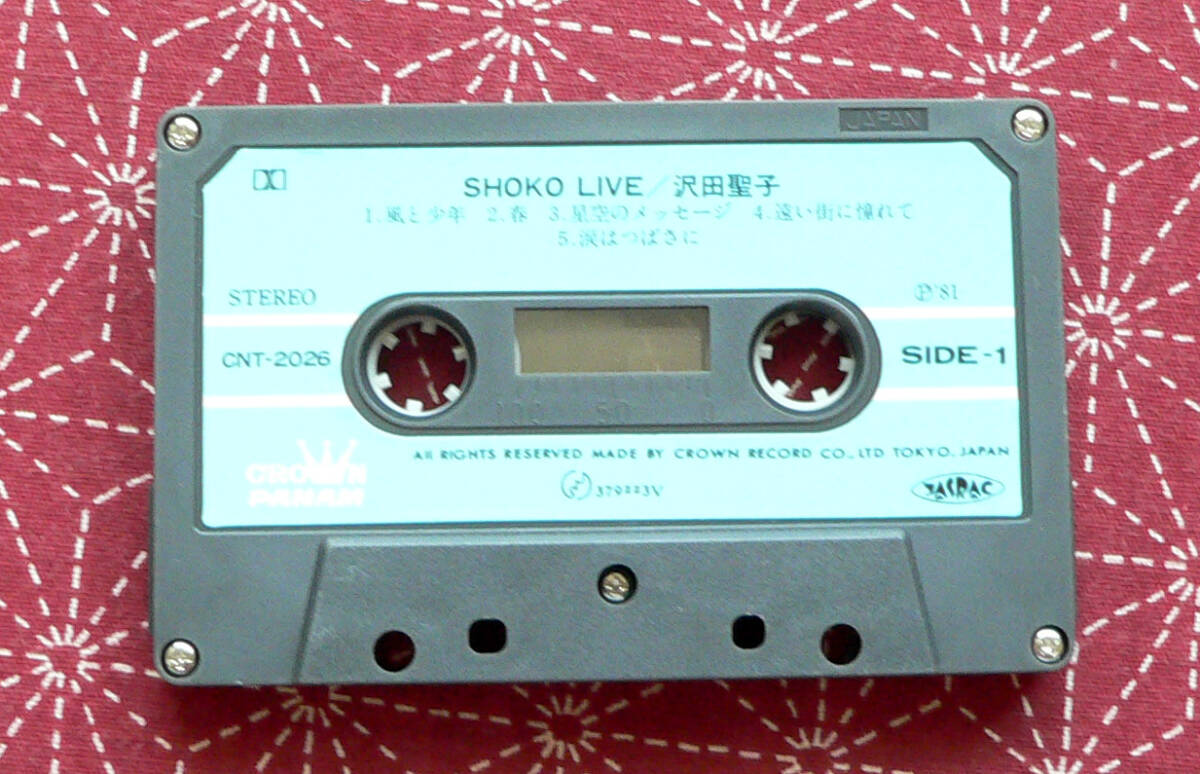 JAPAN
SHOKO LIVE/沢田聖子
1.風と少年 2.春 3.星空のメッセージ 4.遠い街に憧れて
5.涙はつばさに
STEREO
Ⓟ'81
CNT-2026
SIDE-1
100 50 0
All RIGHTS RESERVED MADE BY CROWN RECORD CO., LTD TOKYO, JAPAN
CROWN
PANAM
379223V
JASRAC